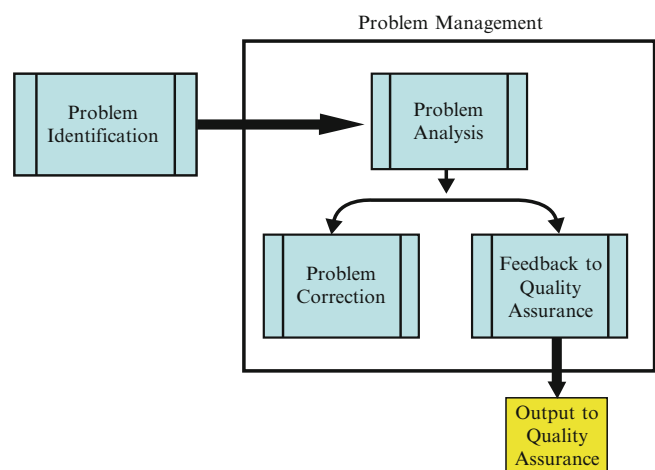 Problem Management
Problem
Identification
Problem
Analysis
Problem
Correction
Feedback to
Quality
Assurance
Output to
Quality
Assurance